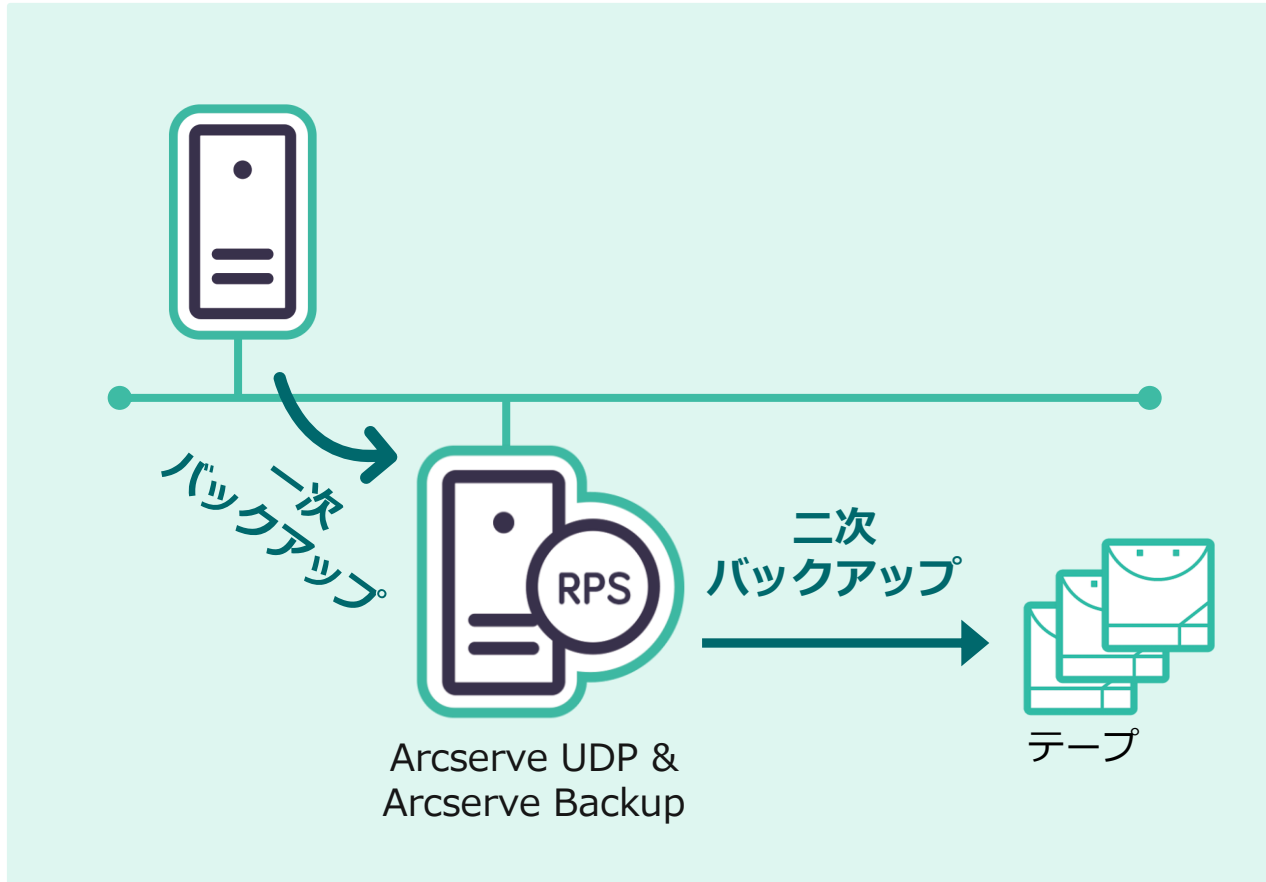 一次
バックアップ
RPS
二次
バックアップ
Arcserve UDP &
Arcserve Backup
テープ